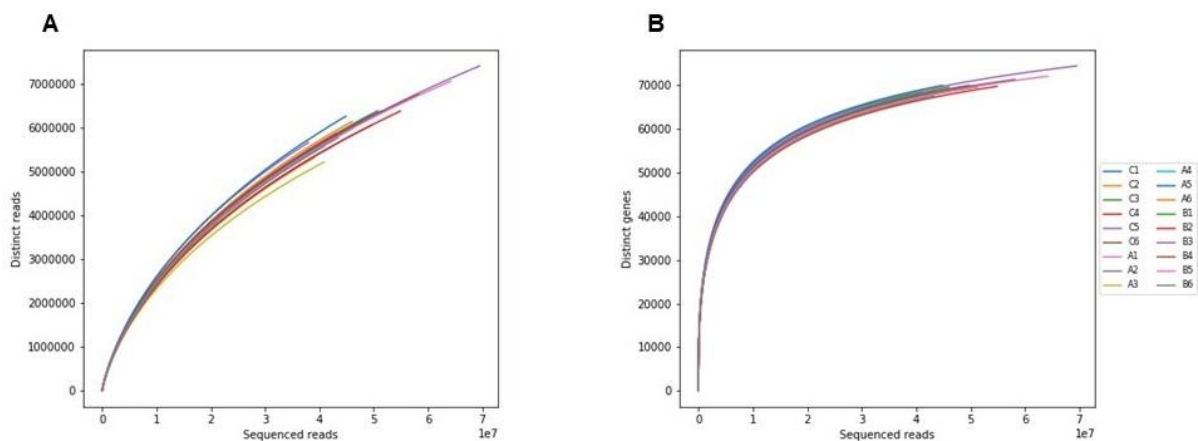 A
B
Distinct reads
7000000
6000000
5000000
4000000
3000000
2000000
1000000
0
0 1 2 3 4 5 6 7
1e7
Sequenced reads
Distinct genes
70000
60000
50000
40000
30000
20000
10000
0
0 1 2 3 4 5 6 7
1e7
Sequenced reads
C1 A4
C2 A5
C3 A6
C4 B1
C5 B2
C6 B3
A1 B4
A2 B5
A3 B6